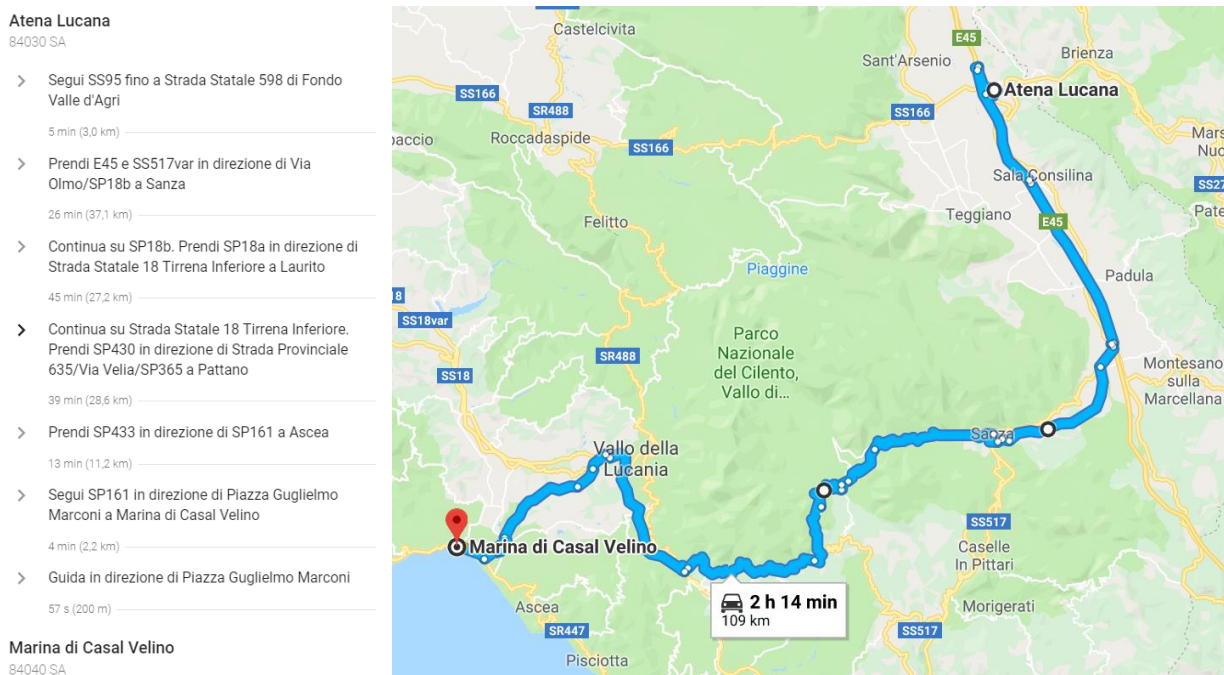 Atena Lucana
84030 SA
Segui SS95 fino a Strada Statale 598 di Fondo
Valle d'Agri
5 min (3,0 km)
Prendi E45 e SS517var in direzione di Via
Olmo/SP18b a Sanza
26 min (37,1 km)
Continua su SP18b. Prendi SP18a in direzione di
Strada Statale 18 Tirrena Inferiore a Laurito
45 min (27,2 km)
Continua su Strada Statale 18 Tirrena Inferiore.
Prendi SP430 in direzione di Strada Provinciale
635/Via Velia/SP365 a Pattano
39 min (28,6 km)
Prendi SP433 in direzione di SP161 a Ascea
13 min (11,2 km)
Segui SP161 in direzione di Piazza Guglielmo
Marconi a Marina di Casal Velino
4 min (2,2 km)
Guida in direzione di Piazza Guglielmo Marconi
57 s (200 m)
Marina di Casal Velino
84040 SA
Castelcivita
E45
Sant'Arsenio
Brienza
Atena Lucana
SS166
SR488
SS166
Roccadaspide
paccio
SS166
Mars
Nuo
Sala Consilina
SS27
Teggiano
Pate
Felitto
E45
Piaggine
Padula
18
SS18var
Parco
Nazionale
del Cilento,
Vallo di...
SR488
Montesano
sulla
Marcellana
SS18
Sanza
Vallo della
Lucania
SS517
Marina di Casal Velino
Caselle
In Pittari
2 h 14 min
109 km
Ascea
Morigerati
SR447
SS517
Pisciotta